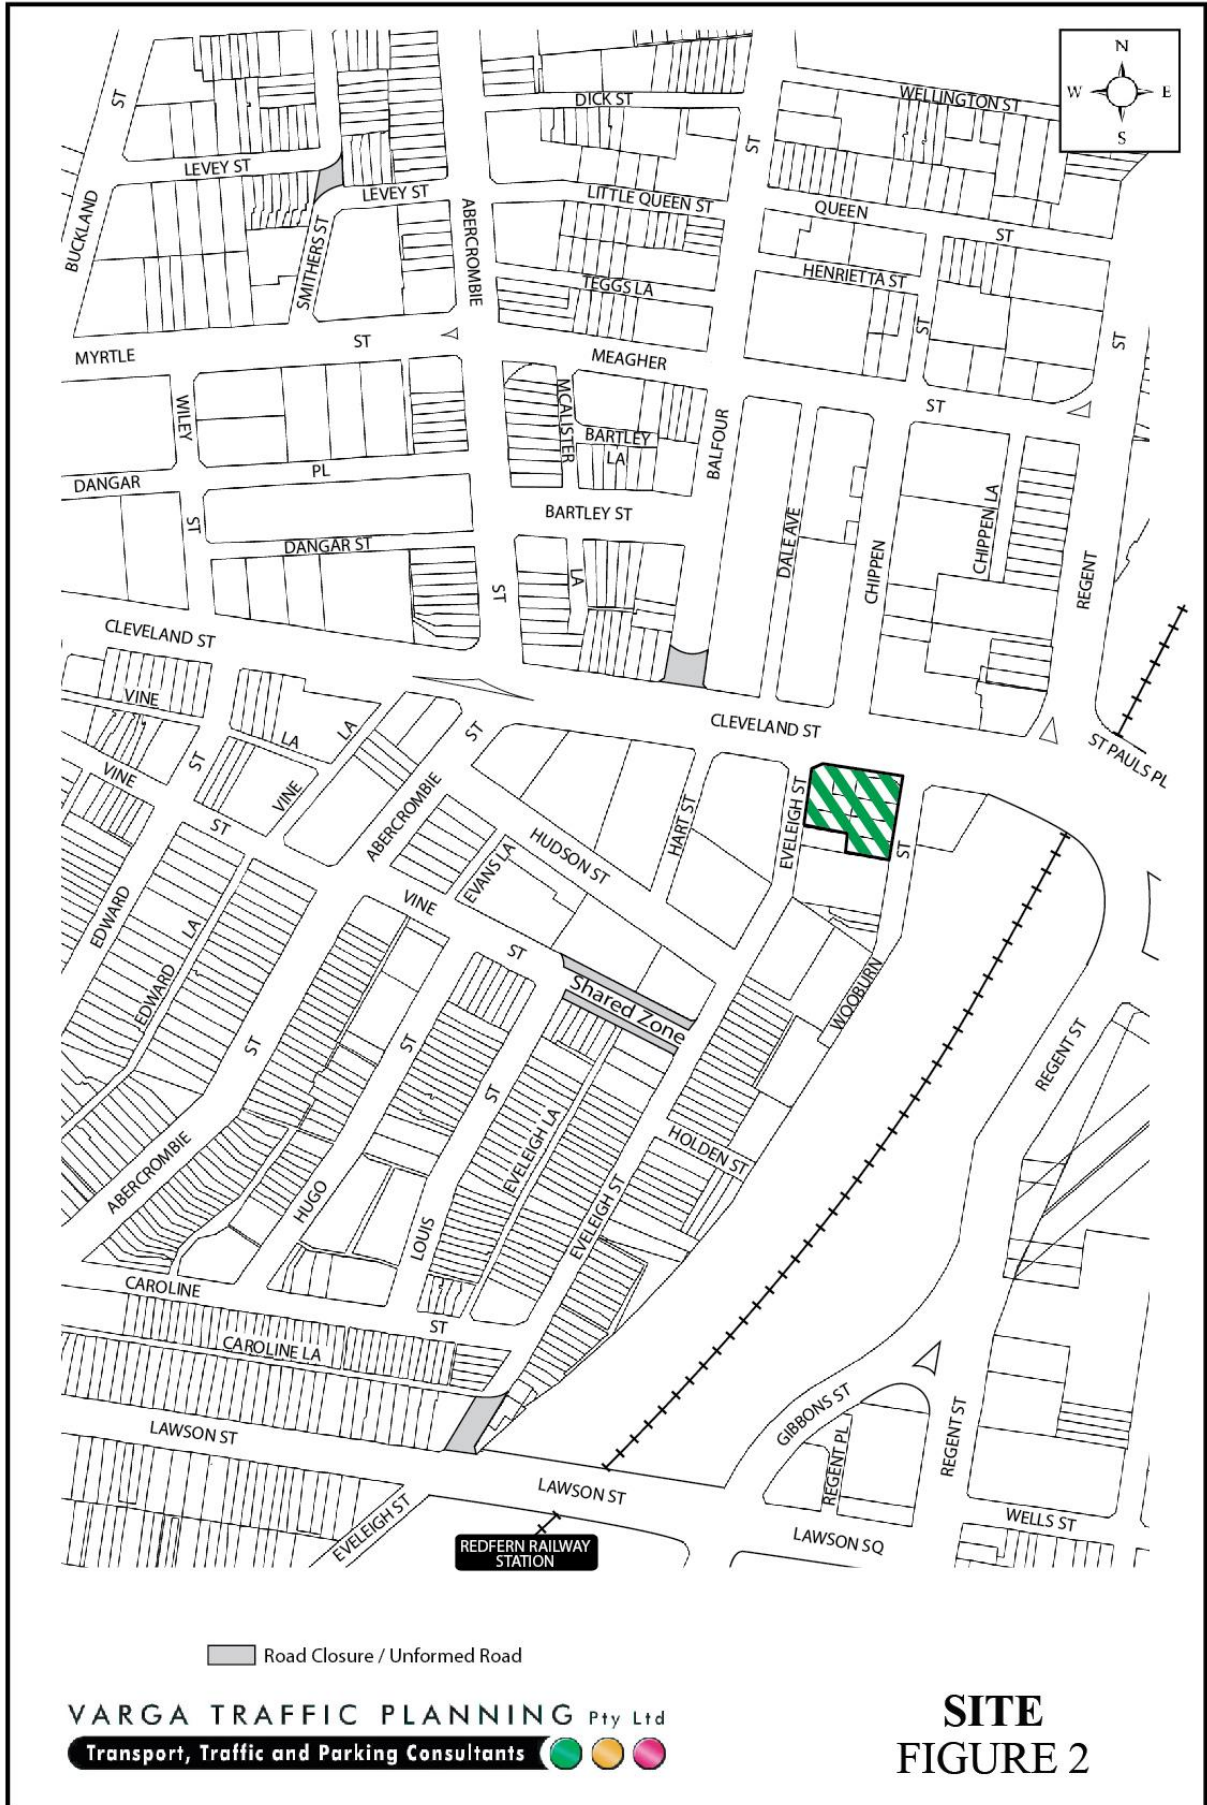 N
W E
S
ST
DICK ST
WELLINGTON ST
ST
LEVEY ST
LEVEY ST
LITTLE QUEEN ST
QUEEN
ST
BUCKLAND
SMITHERS ST
ABERCROMBIE
TEGGS LA
HENRIETTA ST
ST
ST
MYRTLE
ST
MEAGHER
WILEY
MCALISTER
BARTLEY
LA
BALFOUR
ST
PL
DANGAR
ST
BARTLEY ST
DANGAR ST
DALE AVE
CHIPPEN
CHIPPEN LA
REGENT
LA
ST
CLEVELAND ST
VINE
LA
LA
ST
CLEVELAND ST
ST PAULS PL
ST
VINE
VINE
ST
ABERCROMBIE
EVANS LA
HUDSON ST
HART ST
EVELEIGH ST
ST
EDWARD
LA
EDWARD
VINE
ST
Shared Zone
WOOBURN
ST
ST
ST
REGENT ST
ABERCROMBIE
HUGO
LOUIS
EVELEIGH LA
EVELEIGH ST
HOLDEN ST
CAROLINE
ST
CAROLINE LA
LAWSON ST
LAWSON ST
EVELEIGH ST
GIBBONS ST
REGENT PL
REGENT ST
LAWSON SQ
WELLS ST
REDFERN RAILWAY
STATION
Road Closure / Unformed Road
VARGA TRAFFIC PLANNING Pty Ltd
Transport, Traffic and Parking Consultants
SITE
FIGURE 2